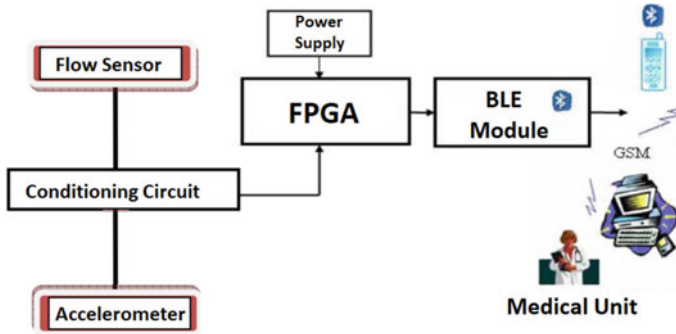 Power
Supply
Flow Sensor
FPGA
BLE
Module
GSM
Conditioning Circuit
Accelerometer
Medical Unit